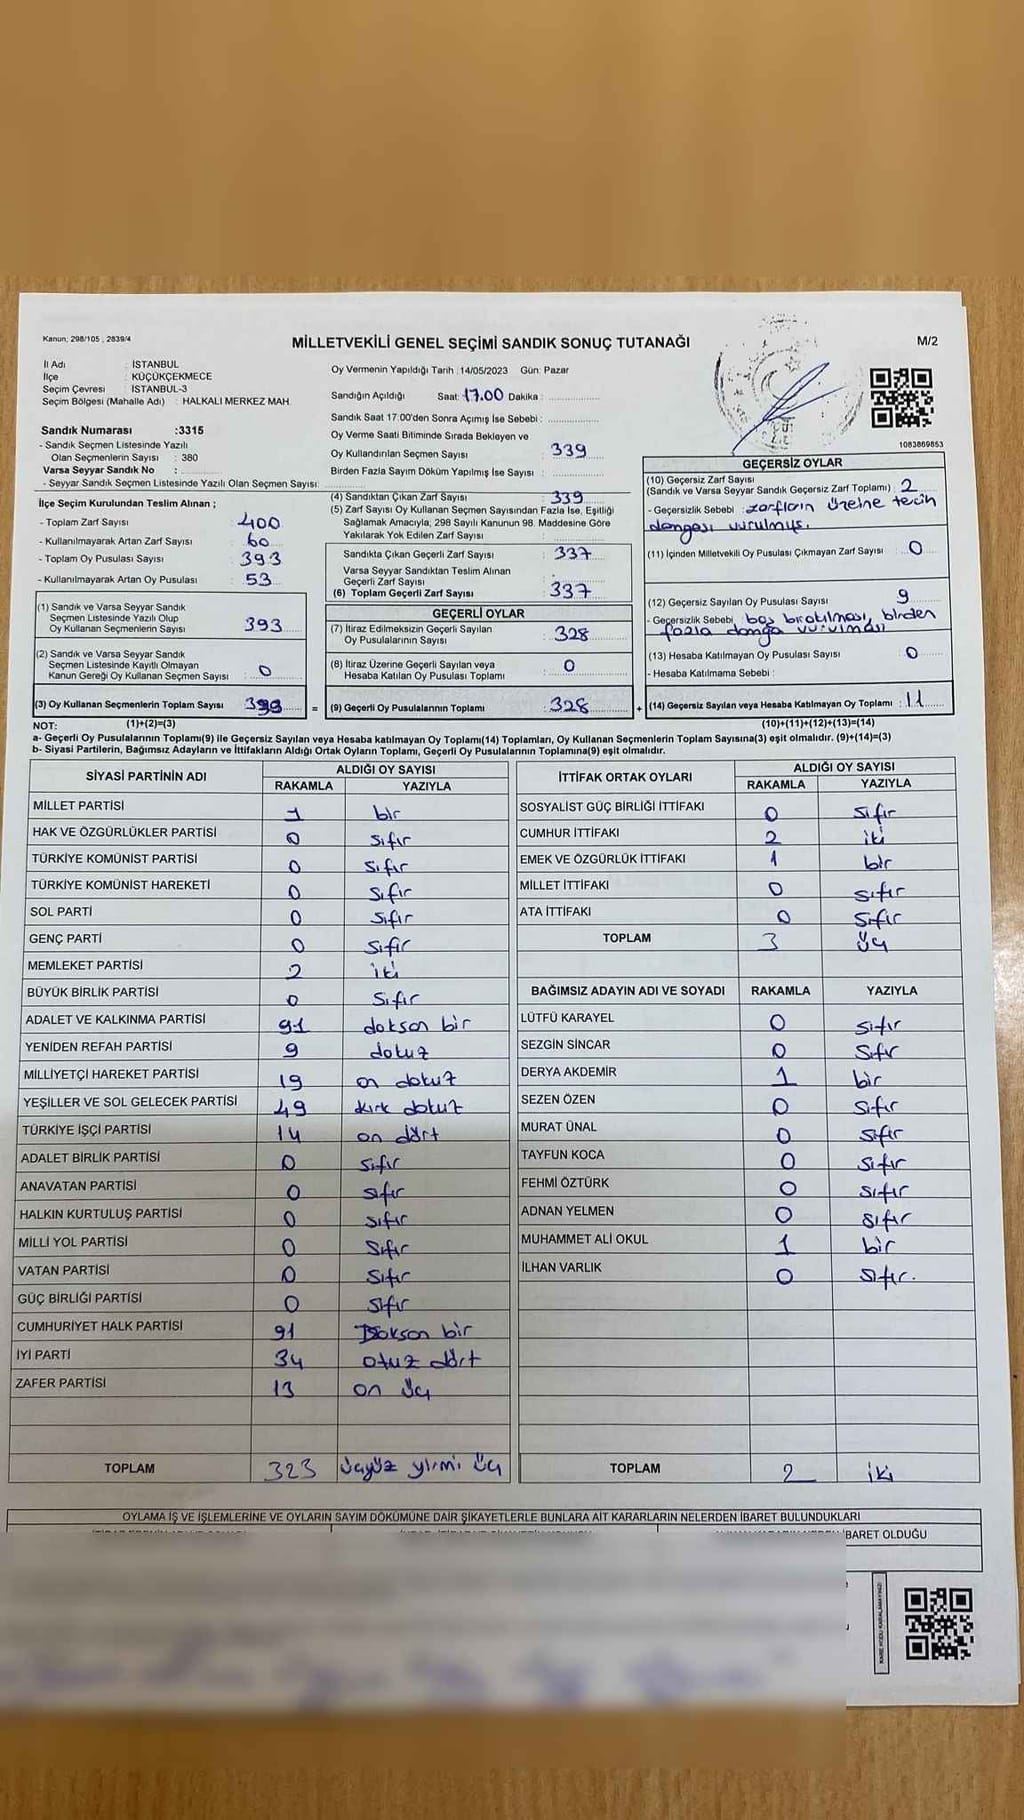 Kanun; 298/105 , 2839/4
MİLLETVEKİLİ GENEL SEÇİMİ SANDIK SONUÇ TUTANAĞI
M/2
İl Adı : İSTANBUL
İlçe : KÜÇÜKÇEKMECE
Seçim Çevresi : İSTANBUL-3
Seçim Bölgesi (Mahalle Adı) : HALKALI MERKEZ MAH.
Sandık Numarası :3315
- Sandık Seçmen Listesinde Yazılı
Olan Seçmenlerin Sayısı : 380
Varsa Seyyar Sandık No :
- Seyyar Sandık Seçmen Listesinde Yazılı Olan Seçmen Sayısı:
Oy Vermenin Yapıldığı Tarih :14/05/2023 Gün: Pazar
Sandığın Açıldığı Saat: 17.00 Dakika :
Sandık Saat 17:00'den Sonra Açımış İse Sebebi :
Oy Verme Saati Bitiminde Sırada Bekleyen ve
Oy Kullandırılan Seçmen Sayısı : 339
Birden Fazla Sayım Döküm Yapılmış İse Sayısı :
1083869853
İlçe Seçim Kurulundan Teslim Alınan ;
- Toplam Zarf Sayısı : 400
- Kullanılmayarak Artan Zarf Sayısı : 60
- Toplam Oy Pusulası Sayısı : 393
- Kullanılmayarak Artan Oy Pusulası : 53
(1) Sandık ve Varsa Seyyar Sandık
Seçmen Listesinde Yazılı Olup
Oy Kullanan Seçmenlerin Sayısı : 393
(2) Sandık ve Varsa Seyyar Sandık
Seçmen Listesinde Kayıtlı Olmayan
Kanun Gereği Oy Kullanan Seçmen Sayısı : 0
(3) Oy Kullanan Seçmenlerin Toplam Sayısı :
(4) Sandıktan Çıkan Zarf Sayısı : 339
(5) Zarf Sayısı Oy Kullanan Seçmen Sayısından Fazla İse, Eşitliği
Sağlamak Amacıyla; 298 Sayılı Kanunun 98. Maddesine Göre
Yakılarak Yok Edilen Zarf Sayısı :
Sandıkta Çıkan Geçerli Zarf Sayısı : 337
Varsa Seyyar Sandıktan Teslim Alınan
Geçerli Zarf Sayısı :
(6) Toplam Geçerli Zarf Sayısı : 337
GEÇERLİ OYLAR
(7) İtiraz Edilmeksizin Geçerli Sayılan
Oy Pusulalarının Sayısı : 328
(8) İtiraz Üzerine Geçerli Sayılan veya
Hesaba Katılan Oy Pusulası Toplamı : 0
= (9) Geçerli Oy Pusulalarının Toplamı : 328 +
GEÇERSİZ OYLAR
(10) Geçersiz Zarf Sayısı
(Sandık ve Varsa Seyyar Sandık Geçersiz Zarf Toplamı) : 2
- Geçersizlik Sebebi : zarfların üzeine tercih
damgası vurulmuş.
(11) İçinden Milletvekili Oy Pusulası Çıkmayan Zarf Sayısı : 0
(12) Geçersiz Sayılan Oy Pusulası Sayısı : 9
- Geçersizlik Sebebi : boş bırakılması, birden
fazla damga vurulması
(13) Hesaba Katılmayan Oy Pusulası Sayısı : 0
- Hesaba Katılmama Sebebi :
(14) Geçersiz Sayılan veya Hesaba Katılmayan Oy Toplamı : 11
NOT: (1)+(2)=(3) (10)+(11)+(12)+(13)=(14)
a- Geçerli Oy Pusulalarının Toplamı(9) ile Geçersiz Sayılan veya Hesaba katılmayan Oy Toplamı(14) Toplamları, Oy Kullanan Seçmenlerin Toplam Sayısına(3) eşit olmalıdır. (9)+(14)=(3)
b- Siyasi Partilerin, Bağımsız Adayların ve İttifakların Aldığı Ortak Oyların Toplamı, Geçerli Oy Pusulalarının Toplamına(9) eşit olmalıdır.
SİYASİ PARTİNİN ADI ALDIĞI OY SAYISI
RAKAMLA YAZIYLA
MİLLET PARTİSİ 1 bir
HAK VE ÖZGÜRLÜKLER PARTİSİ 0 sıfır
TÜRKİYE KOMÜNİST PARTİSİ 0 sıfır
TÜRKİYE KOMÜNİST HAREKETİ 0 sıfır
SOL PARTİ 0 sıfır
GENÇ PARTİ 0 sıfır
MEMLEKET PARTİSİ 2 iki
BÜYÜK BİRLİK PARTİSİ 0 sıfır
ADALET VE KALKINMA PARTİSİ 91 doksan bir
YENİDEN REFAH PARTİSİ 9 dokuz
MİLLİYETÇİ HAREKET PARTİSİ 19 on dokuz
YEŞİLLER VE SOL GELECEK PARTİSİ 49 kırk dokuz
TÜRKİYE İŞÇİ PARTİSİ 14 on dört
ADALET BİRLİK PARTİSİ 0 sıfır
ANAVATAN PARTİSİ 0 sıfır
HALKIN KURTULUŞ PARTİSİ 0 sıfır
MİLLİ YOL PARTİSİ 0 sıfır
VATAN PARTİSİ 0 sıfır
GÜÇ BİRLİĞİ PARTİSİ 0 sıfır
CUMHURİYET HALK PARTİSİ 91 Doksan bir
İYİ PARTİ 34 otuz dört
ZAFER PARTİSİ 13 on üç
TOPLAM 323 üçyüz yirmi üç
İTTİFAK ORTAK OYLARI ALDIĞI OY SAYISI
RAKAMLA YAZIYLA
SOSYALİST GÜÇ BİRLİĞİ İTTİFAKI 0 sıfır
CUMHUR İTTİFAKI 2 iki
EMEK VE ÖZGÜRLÜK İTTİFAKI 1 bir
MİLLET İTTİFAKI 0 sıfır
ATA İTTİFAKI 0 sıfır
TOPLAM 3 üç
BAĞIMSIZ ADAYIN ADI VE SOYADI RAKAMLA YAZIYLA
LÜTFÜ KARAYEL 0 sıfır
SEZGİN SİNCAR 0 sıfır
DERYA AKDEMİR 1 bir
SEZEN ÖZEN 0 sıfır
MURAT ÜNAL 0 sıfır
TAYFUN KOCA 0 sıfır
FEHMİ ÖZTÜRK 0 sıfır
ADNAN YELMEN 0 sıfır
MUHAMMET ALİ OKUL 1 bir
İLHAN VARLIK 0 sıfır.
TOPLAM 2 iki
OYLAMA İŞ VE İŞLEMLERİNE VE OYLARIN SAYIM DÖKÜMÜNE DAİR ŞİKAYETLERLE BUNLARA AİT KARARLARIN NELERDEN İBARET BULUNDUKLARI
İBARET OLDUĞU